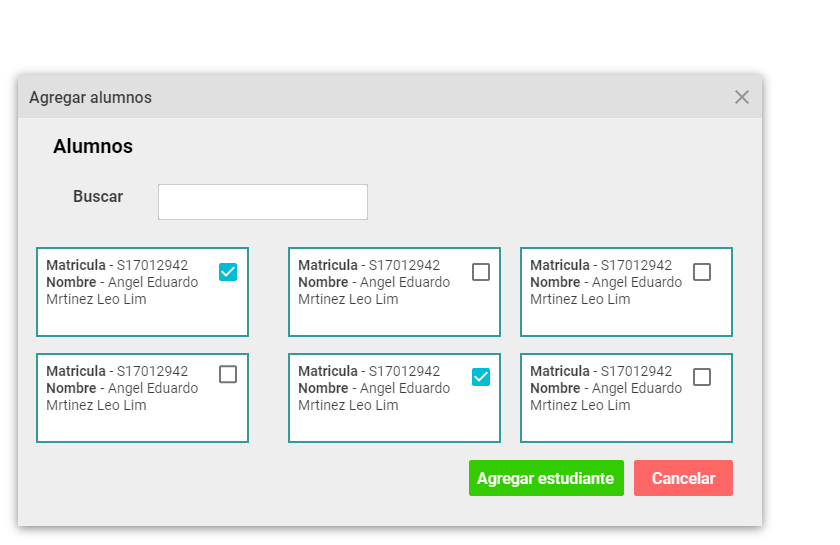 Agregar alumnos
Alumnos
Buscar
Matricula - S17012942
Nombre - Angel Eduardo
Mrtinez Leo Lim
Matricula - S17012942
Nombre - Angel Eduardo
Mrtinez Leo Lim
Matricula - S17012942
Nombre - Angel Eduardo
Mrtinez Leo Lim
Matricula - S17012942
Nombre - Angel Eduardo
Mrtinez Leo Lim
Matricula - S17012942
Nombre - Angel Eduardo
Mrtinez Leo Lim
Matricula - S17012942
Nombre - Angel Eduardo
Mrtinez Leo Lim
Agregar estudiante
Cancelar